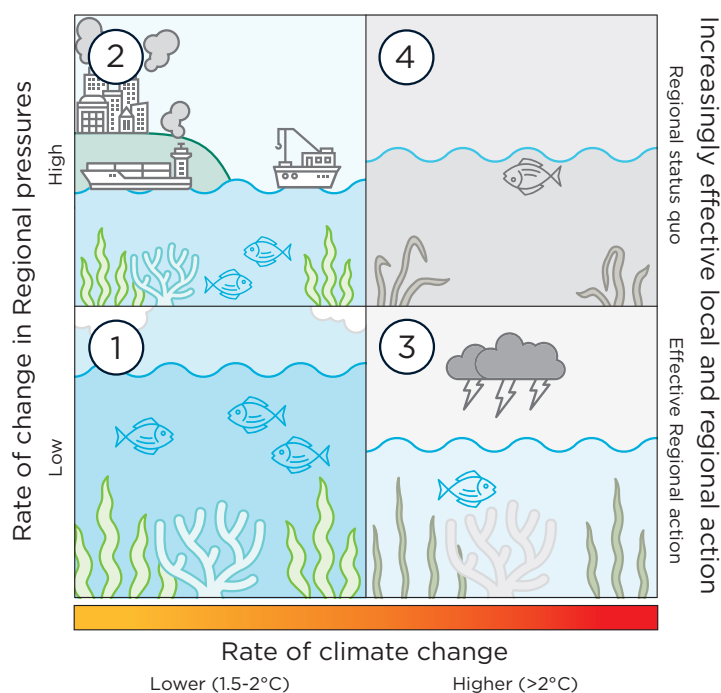 2
4
1
3
Rate of change in Regional pressures
High
Low
Regional status quo
Effective Regional action
Increasingly effective local and regional action
Rate of climate change
Lower (1.5-2°C)
Higher (>2°C)